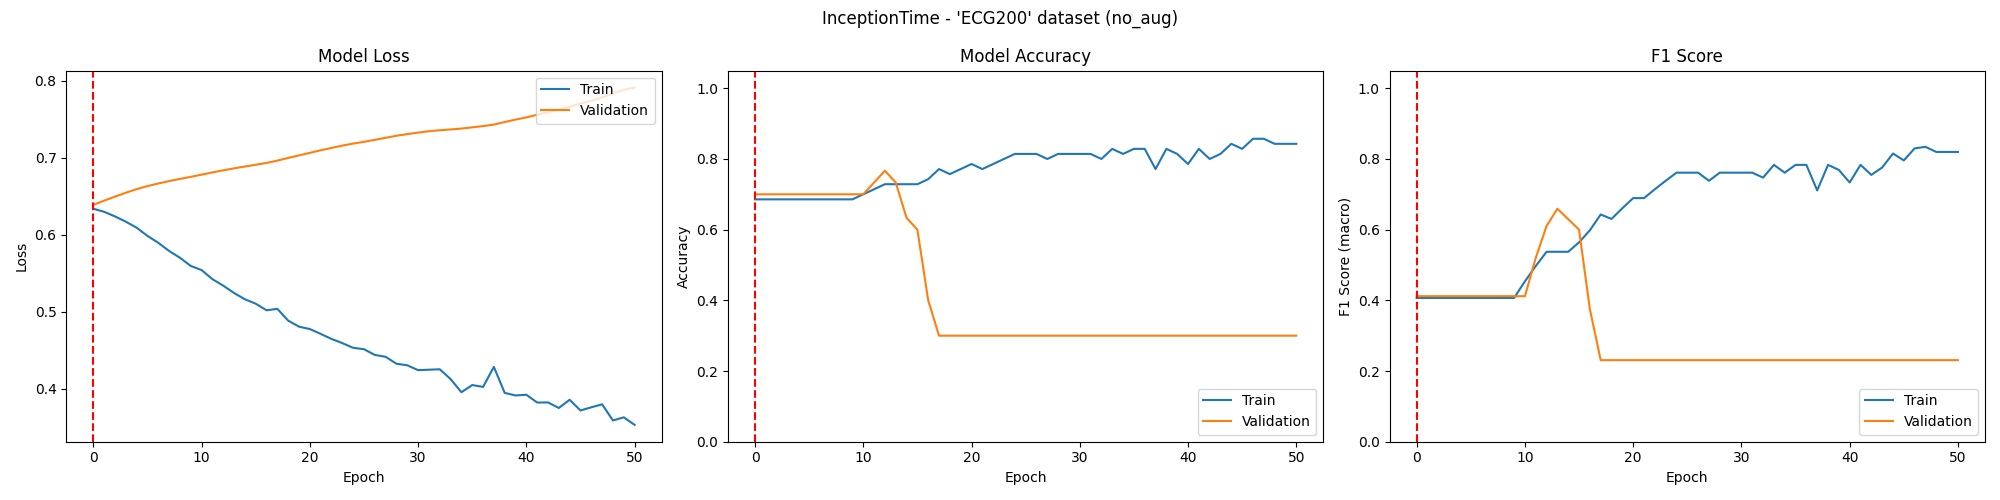 InceptionTime - 'ECG200' dataset (no_aug)
Model Loss
0.8
0.7
0.6
0.5
0.4
Loss
0
10
20
30
40
50
Epoch
Train
Validation
Model Accuracy
1.0
0.8
0.6
0.4
0.2
0.0
Accuracy
0
10
20
30
40
50
Epoch
Train
Validation
F1 Score
1.0
0.8
0.6
0.4
0.2
0.0
F1 Score (macro)
0
10
20
30
40
50
Epoch
Train
Validation